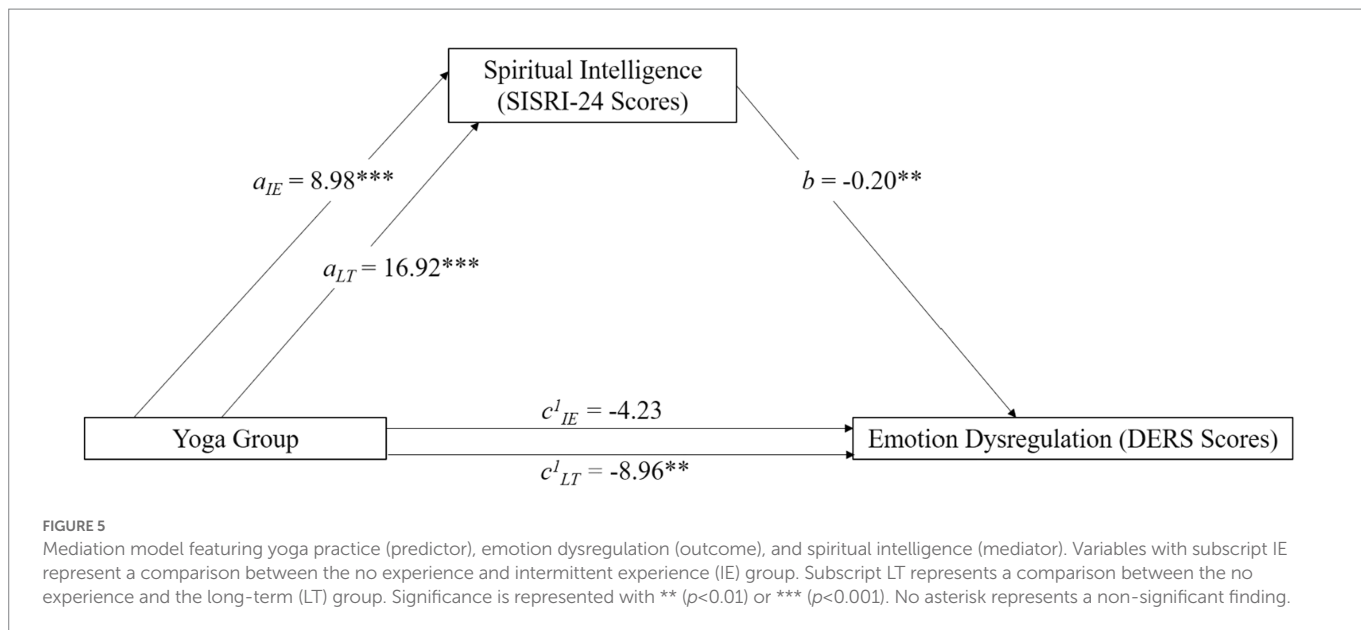 Spiritual Intelligence
(SISRI-24 Scores)
a_IE = 8.98***
b = -0.20**
a_LT = 16.92***
c^1_IE = -4.23
Yoga Group
Emotion Dysregulation (DERS Scores)
c^1_LT = -8.96**
FIGURE 5
Mediation model featuring yoga practice (predictor), emotion dysregulation (outcome), and spiritual intelligence (mediator). Variables with subscript IE
represent a comparison between the no experience and intermittent experience (IE) group. Subscript LT represents a comparison between the no
experience and the long-term (LT) group. Significance is represented with ** (p<0.01) or *** (p<0.001). No asterisk represents a non-significant finding.